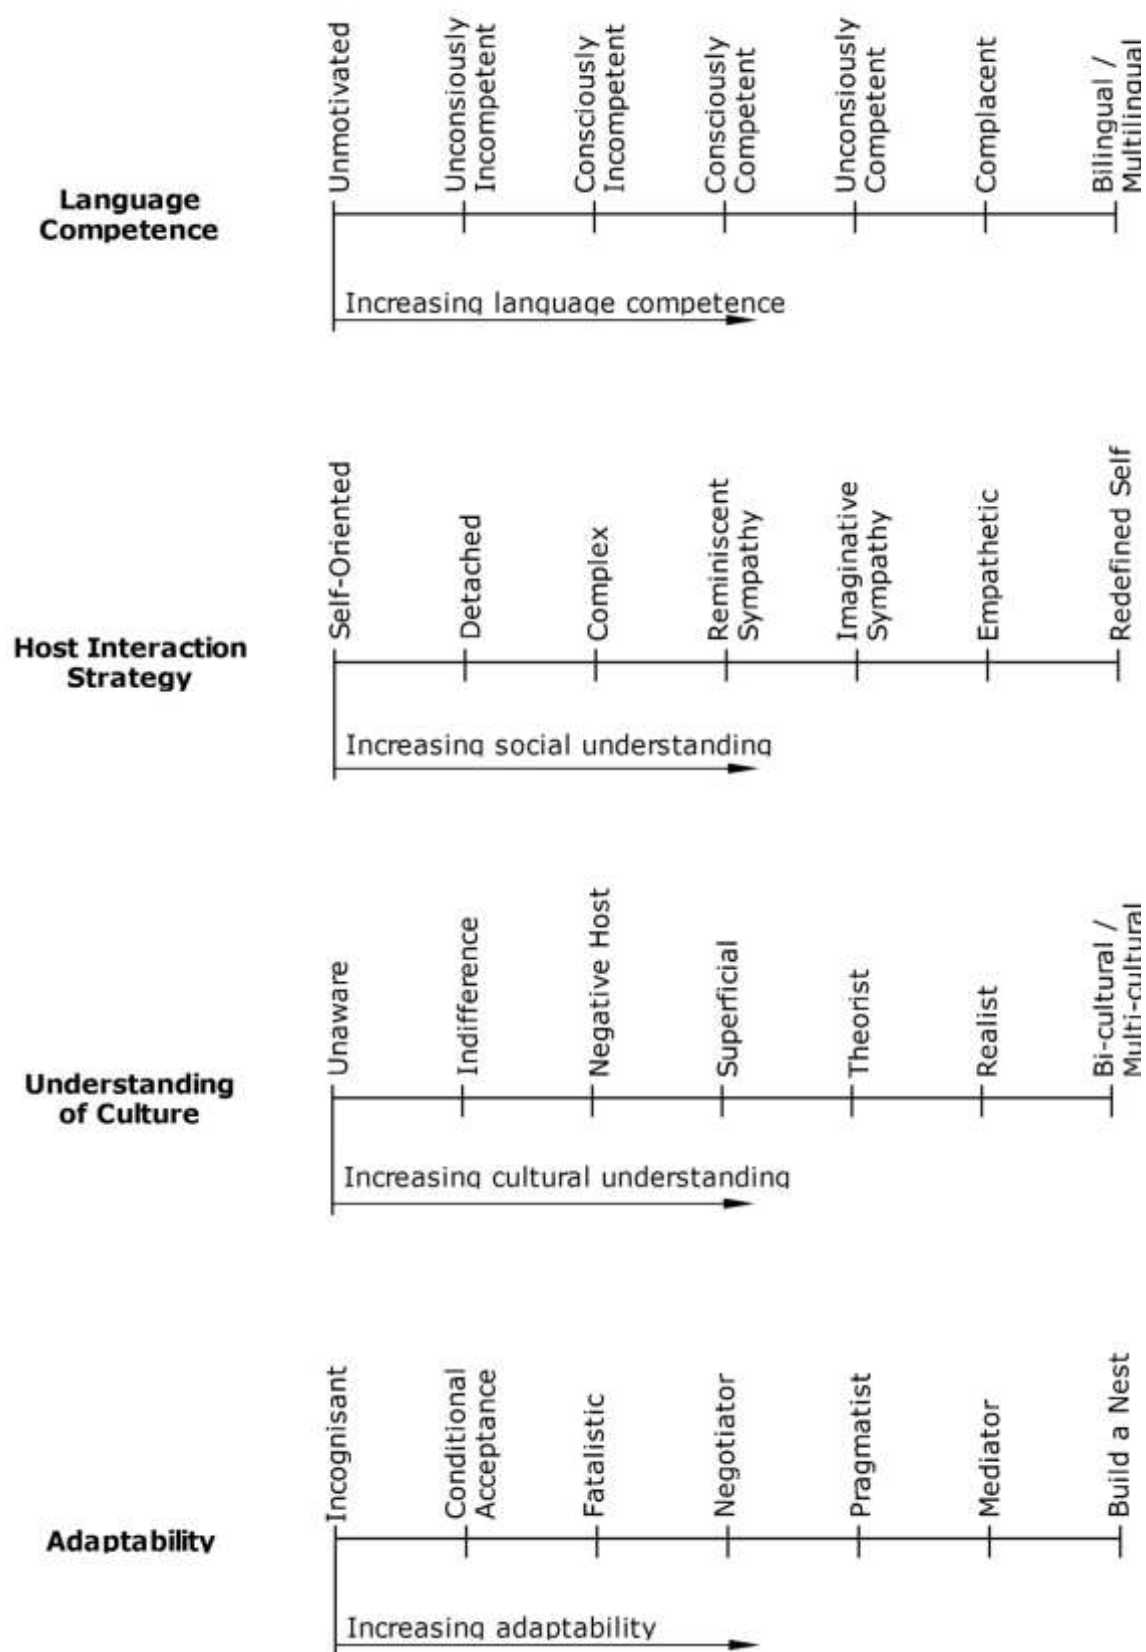 Language
Competence
Unmotivated
Unconsiously
Incompetent
Consciously
Incompetent
Consciously
Competent
Unconsiously
Competent
Complacent
Bilingual /
Multilingual
Increasing language competence
Host Interaction
Strategy
Self-Oriented
Detached
Complex
Reminiscent
Sympathy
Imaginative
Sympathy
Empathetic
Redefined Self
Increasing social understanding
Understanding
of Culture
Unaware
Indifference
Negative Host
Superficial
Theorist
Realist
Bi-cultural /
Multi-cultural
Increasing cultural understanding
Adaptability
Incognisant
Conditional
Acceptance
Fatalistic
Negotiator
Pragmatist
Mediator
Build a Nest
Increasing adaptability